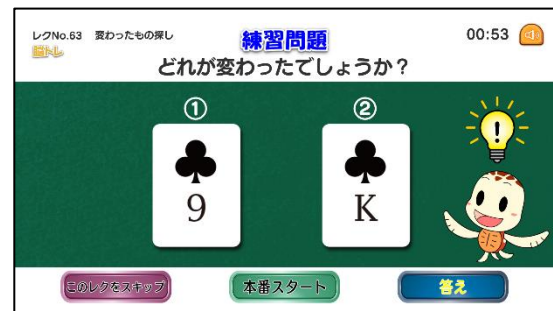 レクNo.63 変わったもの探し
脳トレ
練習問題
00:53
どれが変わったでしょうか？
① ②
9 K
このレクをスキップ
本番スタート
答え